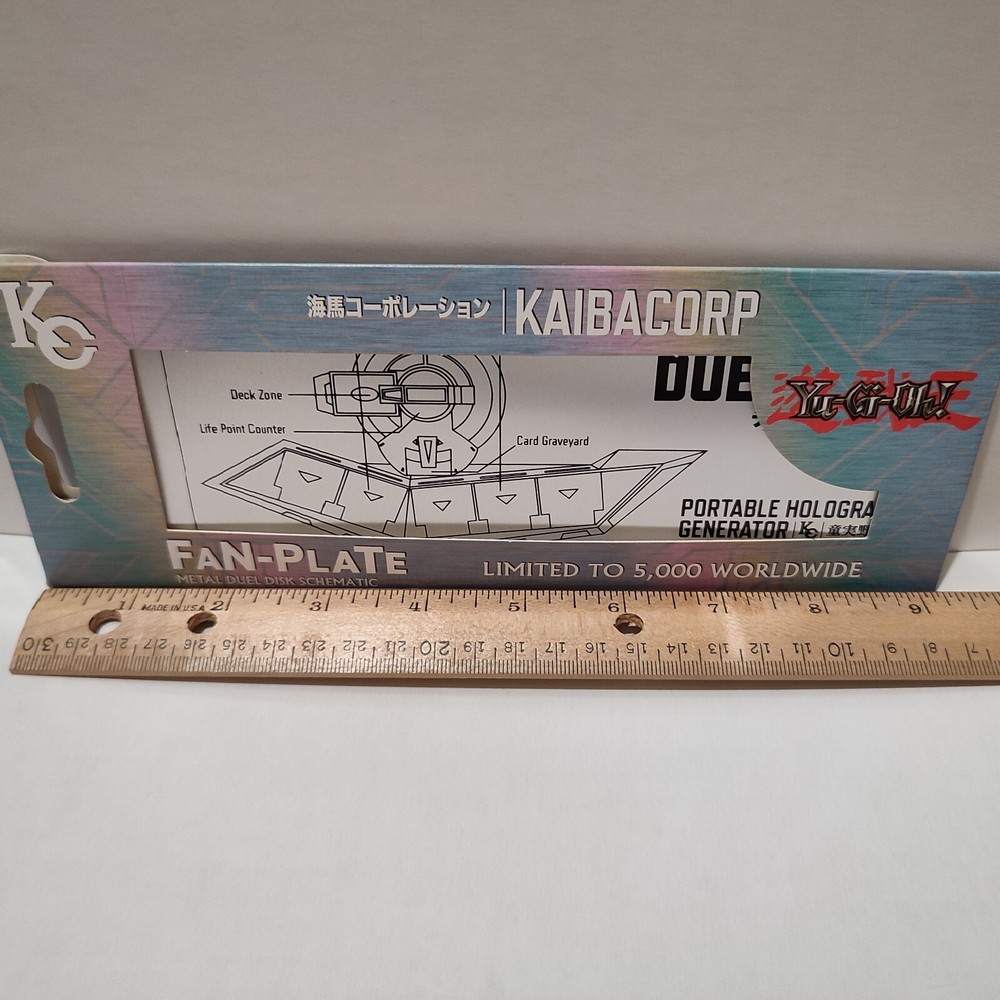 KC
海馬コーポレーション | KAIBACORP
DUE
遊戯王
Yu-Gi-Oh!
Deck Zone
Life Point Counter
Card Graveyard
PORTABLE HOLOGRA
GENERATOR | KC |
FAN-PLATE
METAL DUEL DISK SCHEMATIC
LIMITED TO 5,000 WORLDWIDE
1 MADE IN U.S.A 2 3 4 5 6 7 8 9
30 29 28 27 26 25 24 23 22 21 20 19 18 17 16 15 14 13 12 11 10 9 8 7